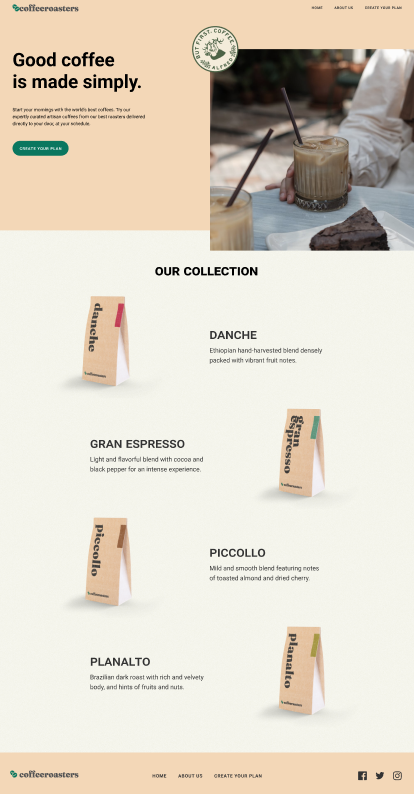 coffeeroasters
HOME ABOUT US CREATE YOUR PLAN
BUT FIRST, COFFEE
ALFRED
Good coffee
is made simply.
Start your mornings with the world's best coffees. Try our
expertly curated artisan coffees from our best roasters delivered
directly to your door, at your schedule.
CREATE YOUR PLAN
OUR COLLECTION
danche
DANCHE
Ethiopian hand-harvested blend densely
packed with vibrant fruit notes.
coffeeroasters
gran
espresso
GRAN ESPRESSO
Light and flavorful blend with cocoa and
black pepper for an intense experience.
coffeeroasters
piccollo
PICCOLLO
Mild and smooth blend featuring notes
of toasted almond and dried cherry.
coffeeroasters
planalto
PLANALTO
Brazilian dark roast with rich and velvety
body, and hints of fruits and nuts.
coffeeroasters
coffeeroasters
HOME ABOUT US CREATE YOUR PLAN